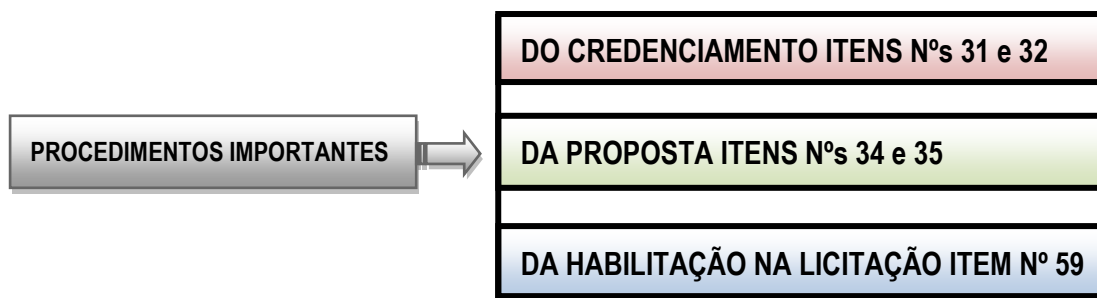 PROCEDIMENTOS IMPORTANTES
DO CREDENCIAMENTO ITENS Nºs 31 e 32
DA PROPOSTA ITENS Nºs 34 e 35
DA HABILITAÇÃO NA LICITAÇÃO ITEM Nº 59